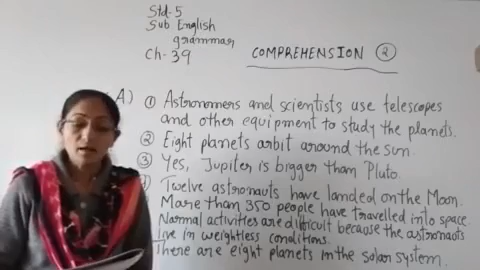 Std-5
Sub English
grammar
Ch-39
COMPREHENSION ②
A) ① Astronomers and scientists use telescopes
and other equipment to study the planets.
② Eight planets orbit around the sun.
③ Yes, Jupiter is bigger than Pluto.
Twelve astronauts have landed on the Moon.
More than 350 people have travelled into space.
Normal activities are difficult because the astronauts
live in weightless conditions.
There are eight planets in the solar system.